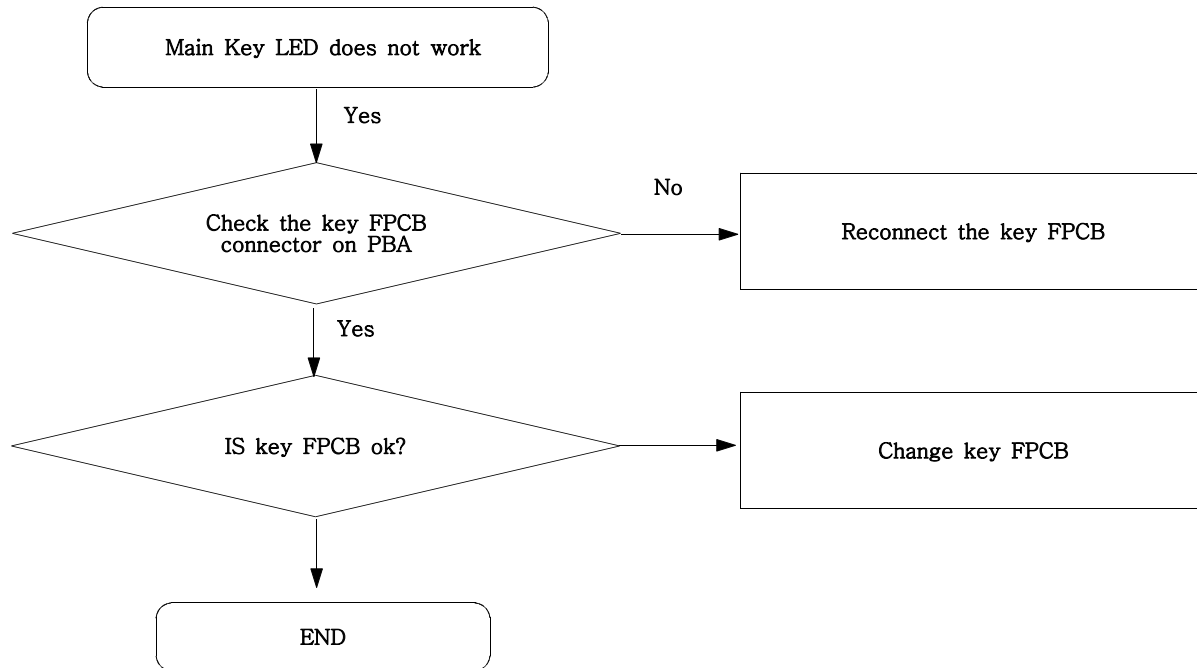 Main Key LED does not work
Yes
Check the key FPCB
connector on PBA
No
Reconnect the key FPCB
Yes
IS key FPCB ok?
Change key FPCB
END